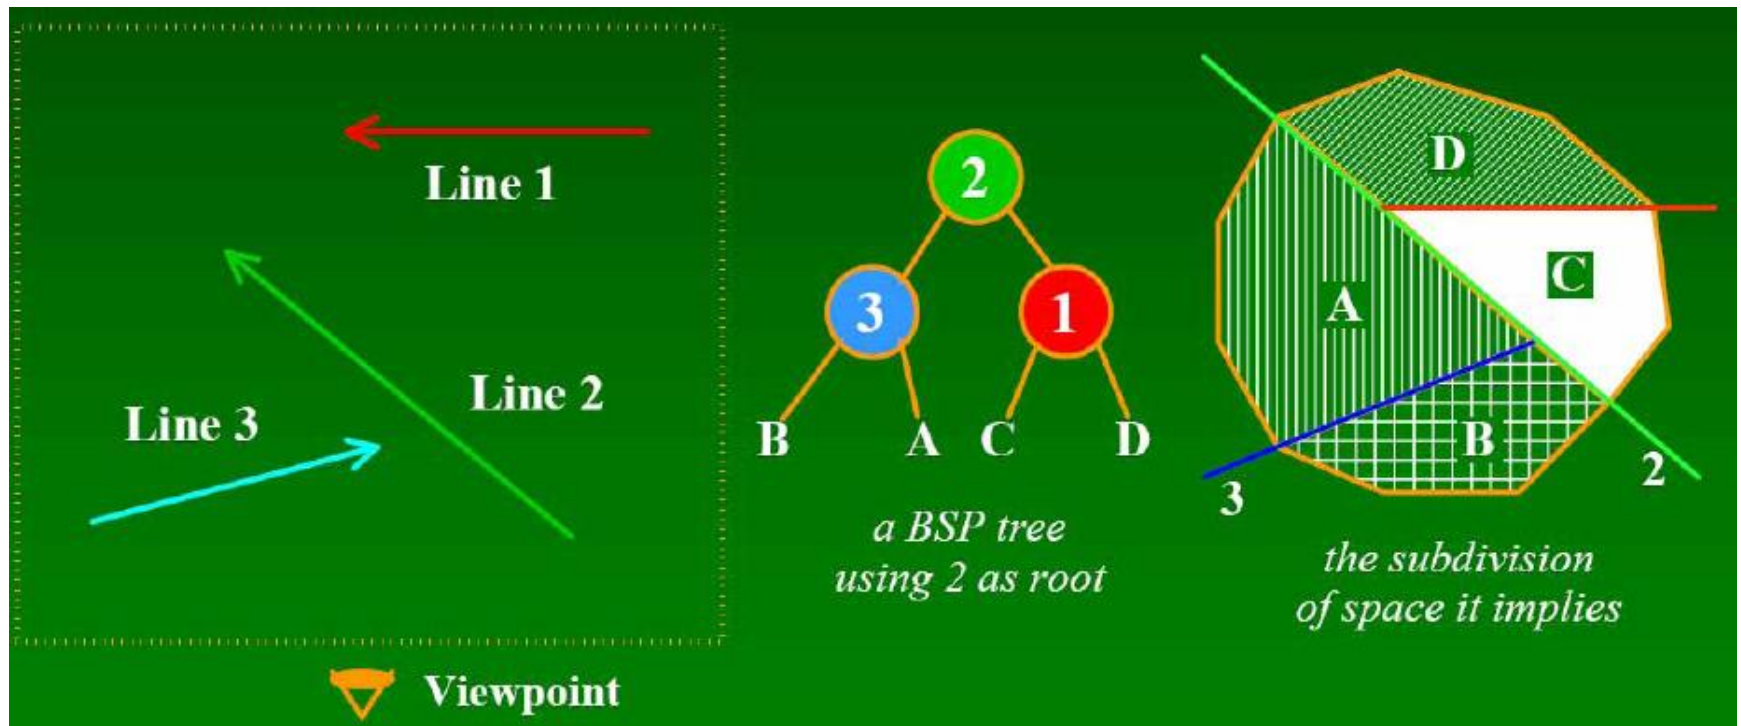 Line 1
Line 2
Line 3
Viewpoint
2
3
1
B
A
C
D
a BSP tree
using 2 as root
D
C
A
B
2
3
the subdivision
of space it implies